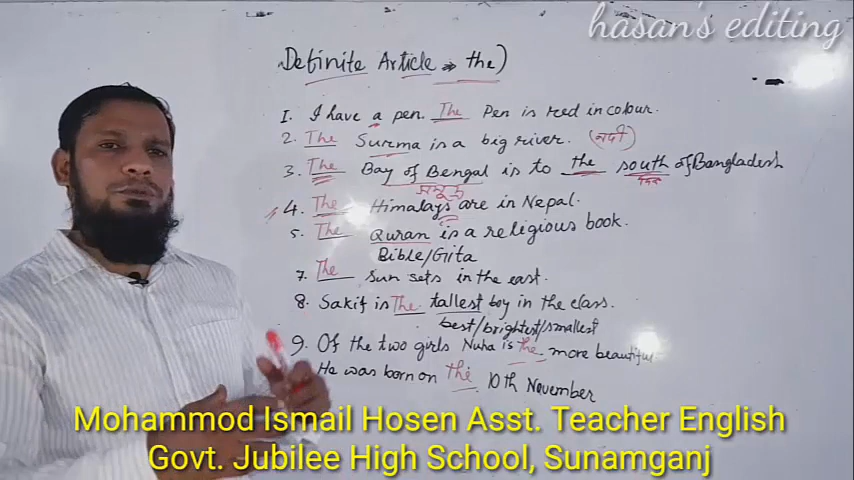 hasan's editing
Definite Article → the)
1. I have a pen. The Pen is red in colour.
2. The Surma is a big river. (নদী)
3. The Bay of Bengal is to the south of Bangladesh
সমুদ্র দিক
4. The Himalays are in Nepal.
5. The Quran is a religious book.
Bible/Gita
7. The Sun sets in the east.
8. Sakif is The tallest boy in the class.
best/brightest/smallest
9. Of the two girls Nuha is the more beautiful
He was born on The 10th November
Mohammod Ismail Hosen Asst. Teacher English
Govt. Jubilee High School, Sunamganj